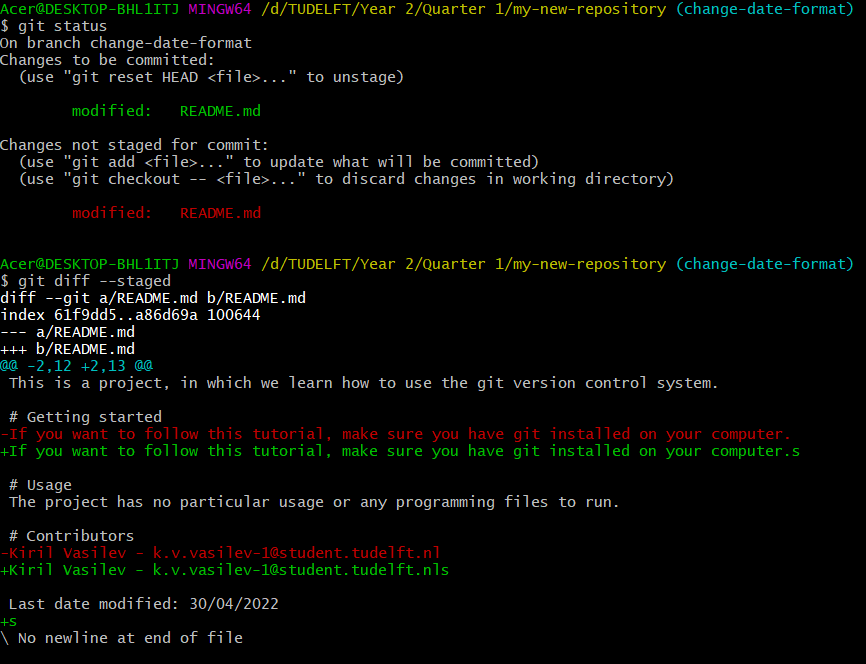 Acer@DESKTOP-BHL1ITJ MINGW64 /d/TUDELFT/Year 2/Quarter 1/my-new-repository (change-date-format)
$ git status
On branch change-date-format
Changes to be committed:
  (use "git reset HEAD <file>..." to unstage)

        modified:   README.md

Changes not staged for commit:
  (use "git add <file>..." to update what will be committed)
  (use "git checkout -- <file>..." to discard changes in working directory)

        modified:   README.md


Acer@DESKTOP-BHL1ITJ MINGW64 /d/TUDELFT/Year 2/Quarter 1/my-new-repository (change-date-format)
$ git diff --staged
diff --git a/README.md b/README.md
index 61f9dd5..a86d69a 100644
--- a/README.md
+++ b/README.md
@@ -2,12 +2,13 @@
 This is a project, in which we learn how to use the git version control system.

 # Getting started
-If you want to follow this tutorial, make sure you have git installed on your computer.
+If you want to follow this tutorial, make sure you have git installed on your computer.s

 # Usage
 The project has no particular usage or any programming files to run.

 # Contributors
-Kiril Vasilev - k.v.vasilev-1@student.tudelft.nl
+Kiril Vasilev - k.v.vasilev-1@student.tudelft.nls

 Last date modified: 30/04/2022
+s
\ No newline at end of file